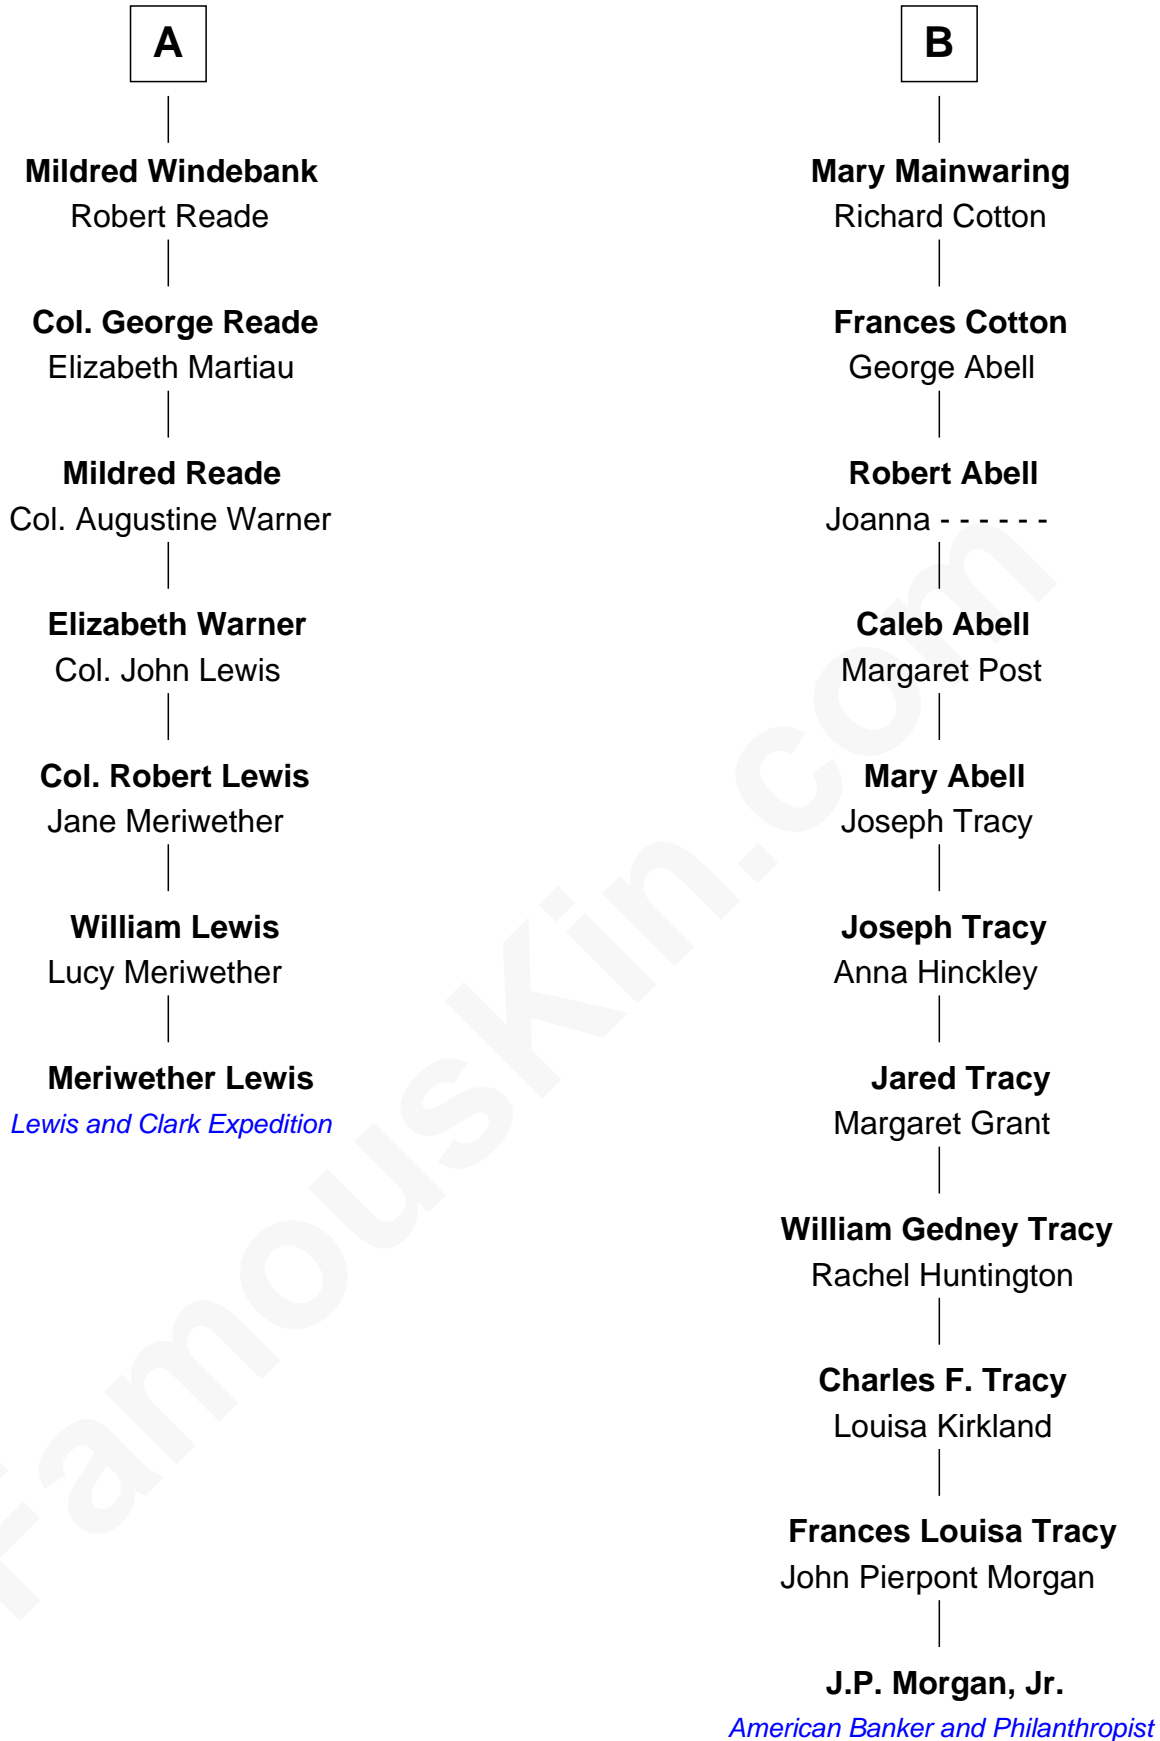 A
Mildred Windebank
Robert Reade
Col. George Reade
Elizabeth Martiau
Mildred Reade
Col. Augustine Warner
Elizabeth Warner
Col. John Lewis
Col. Robert Lewis
Jane Meriwether
William Lewis
Lucy Meriwether
Meriwether Lewis
Lewis and Clark Expedition
B
Mary Mainwaring
Richard Cotton
Frances Cotton
George Abell
Robert Abell
Joanna - - - - - -
Caleb Abell
Margaret Post
Mary Abell
Joseph Tracy
Joseph Tracy
Anna Hinckley
Jared Tracy
Margaret Grant
William Gedney Tracy
Rachel Huntington
Charles F. Tracy
Louisa Kirkland
Frances Louisa Tracy
John Pierpont Morgan
J.P. Morgan, Jr.
American Banker and Philanthropist
FamousKin.com